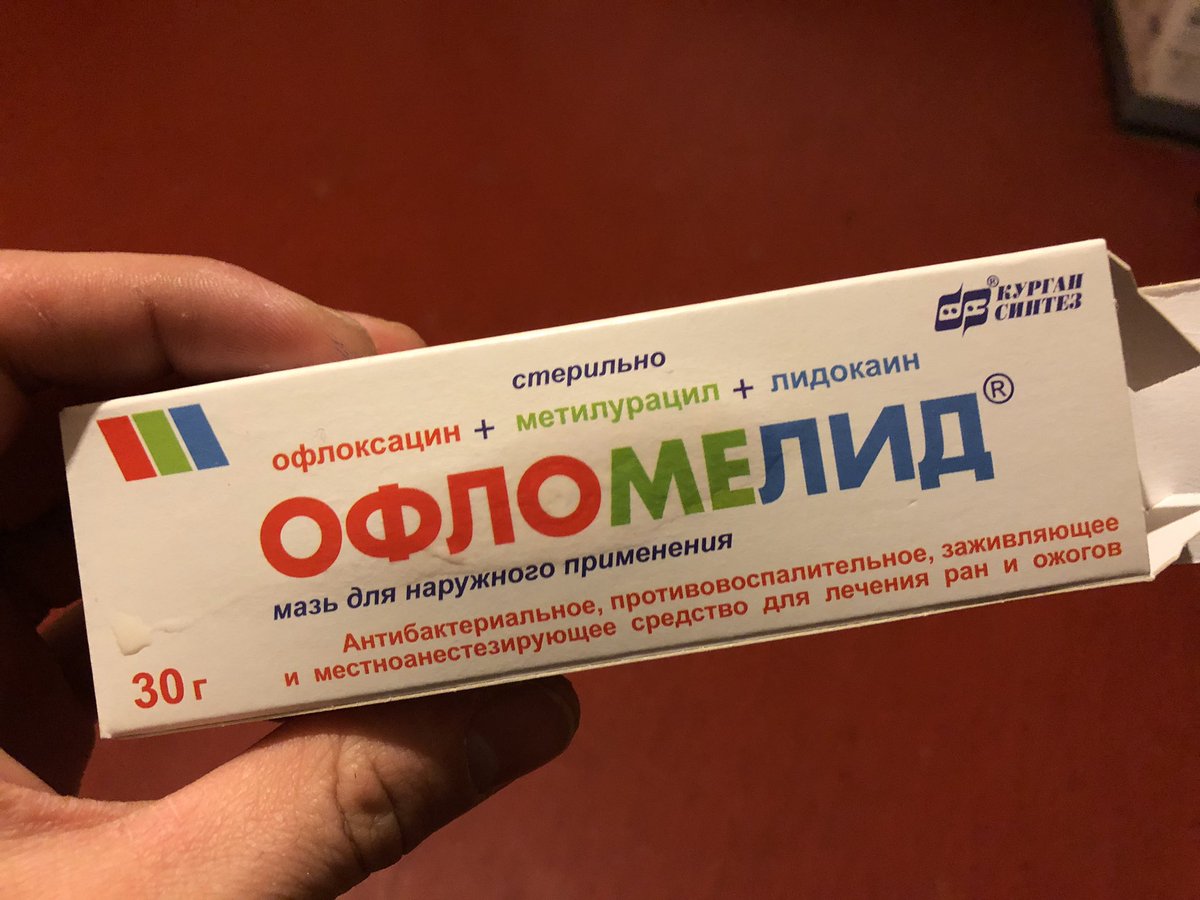 КУРГАН
СИНТЕЗ
стерильно
офлоксацин + метилурацил + лидокаин
ОФЛОМЕЛИД®
мазь для наружного применения
Антибактериальное, противовоспалительное, заживляющее
и местноанестезирующее средство для лечения ран и ожогов
30 г